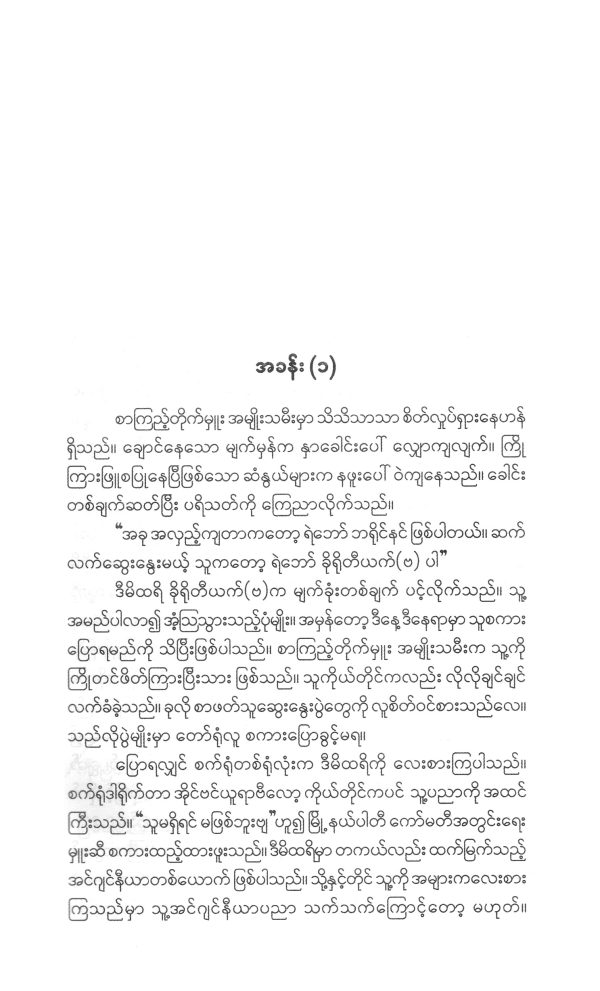 အခန်း (၁)
စာကြည့်တိုက်မှူး အမျိုးသမီးမှာ သိသိသာသာ စိတ်လှုပ်ရှားနေဟန်
ရှိသည်။ ချောင်နေသော မျက်မှန်က နှာခေါင်းပေါ် လျှောကျလျက်။ ကြို
ကြားဖြူစပြုနေပြီဖြစ်သော ဆံနွယ်များက နဖူးပေါ် ဝဲကျနေသည်။ ခေါင်း
တစ်ချက်ဆတ်ပြီး ပရိသတ်ကို ကြေညာလိုက်သည်။
“အခု အလှည့်ကျတာကတော့ ရဲဘော် ဘရိုင်နင် ဖြစ်ပါတယ်။ ဆက်
လက်ဆွေးနွေးမယ့် သူကတော့ ရဲဘော် ခိုရိုတီယက်(ဗ) ပါ”
ဒီမိထရိ ခိုရိုတီယက်(ဗ)က မျက်ခုံးတစ်ချက် ပင့်လိုက်သည်။ သူ့
အမည်ပါလာ၍ အံ့ဩသွားသည့်ပုံမျိုး။ အမှန်တော့ ဒီနေ့ ဒီနေရာမှာ သူစကား
ပြောရမည်ကို သိပြီးဖြစ်ပါသည်။ စာကြည့်တိုက်မှူး အမျိုးသမီးက သူ့ကို
ကြိုတင်ဖိတ်ကြားပြီးသား ဖြစ်သည်။ သူကိုယ်တိုင်ကလည်း လိုလိုချင်ချင်
လက်ခံခဲ့သည်။ ခုလို စာဖတ်သူဆွေးနွေးပွဲတွေကို လူစိတ်ဝင်စားသည်လေ။
သည်လိုပွဲမျိုးမှာ တော်ရုံလူ စကားပြောခွင့်မရ။
ပြောရလျှင် စက်ရုံတစ်ရုံလုံးက ဒီမိထရိကို လေးစားကြပါသည်။
စက်ရုံဒါရိုက်တာ အိုင်ဗင်ယူရာဗီလော့ ကိုယ်တိုင်ကပင် သူ့ပညာကို အထင်
ကြီးသည်။ “သူမရှိရင် မဖြစ်ဘူးဗျ”ဟူ၍ မြို့နယ်ပါတီ ကော်မတီအတွင်းရေး
မှူးဆီ စကားထည့်ထားဖူးသည်။ ဒီမိထရိမှာ တကယ်လည်း ထက်မြက်သည့်
အင်ဂျင်နီယာတစ်ယောက် ဖြစ်ပါသည်။ သို့နှင့်တိုင် သူ့ကို အများကလေးစား
ကြသည်မှာ သူ့အင်ဂျင်နီယာပညာ သက်သက်ကြောင့်တော့ မဟုတ်။